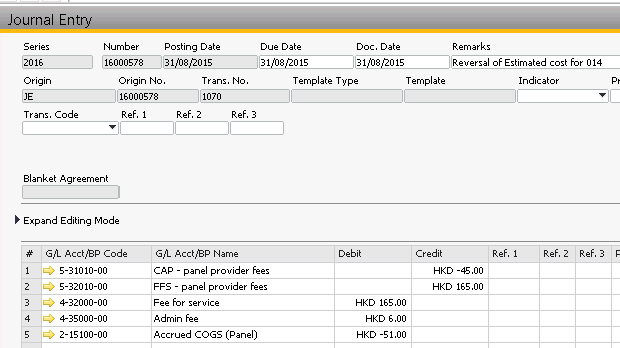 Journal Entry
Series Number Posting Date Due Date Doc. Date Remarks
2016 16000578 31/08/2015 31/08/2015 31/08/2015 Reversal of Estimated cost for 014
Origin Origin No. Trans. No. Template Type Template Indicator
JE 16000578 1070
Trans. Code Ref. 1 Ref. 2 Ref. 3
Blanket Agreement
Expand Editing Mode
# G/L Acct/BP Code G/L Acct/BP Name Debit Credit Ref. 1 Ref. 2 Ref. 3
1 5-31010-00 CAP - panel provider fees HKD -45.00
2 5-32010-00 FFS - panel provider fees HKD 165.00
3 4-32000-00 Fee for service HKD 165.00
4 4-35000-00 Admin fee HKD 6.00
5 2-15100-00 Accrued COGS (Panel) HKD -51.00